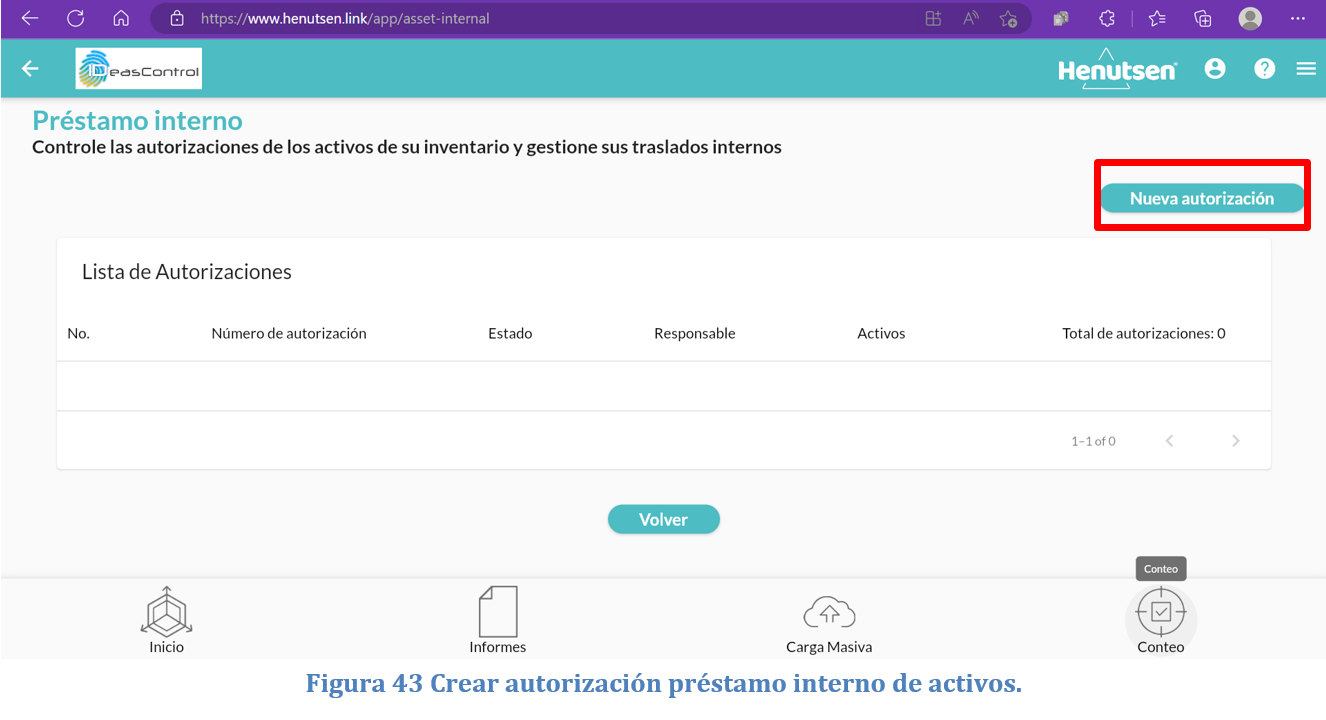 https://www.henutsen.link/app/asset-internal
IDeasControl
Henutsen
Préstamo interno
Controle las autorizaciones de los activos de su inventario y gestione sus traslados internos
Nueva autorización
Lista de Autorizaciones
No. Número de autorización Estado Responsable Activos Total de autorizaciones: 0
1–1 of 0
Volver
Conteo
Inicio Informes Carga Masiva Conteo
Figura 43 Crear autorización préstamo interno de activos.